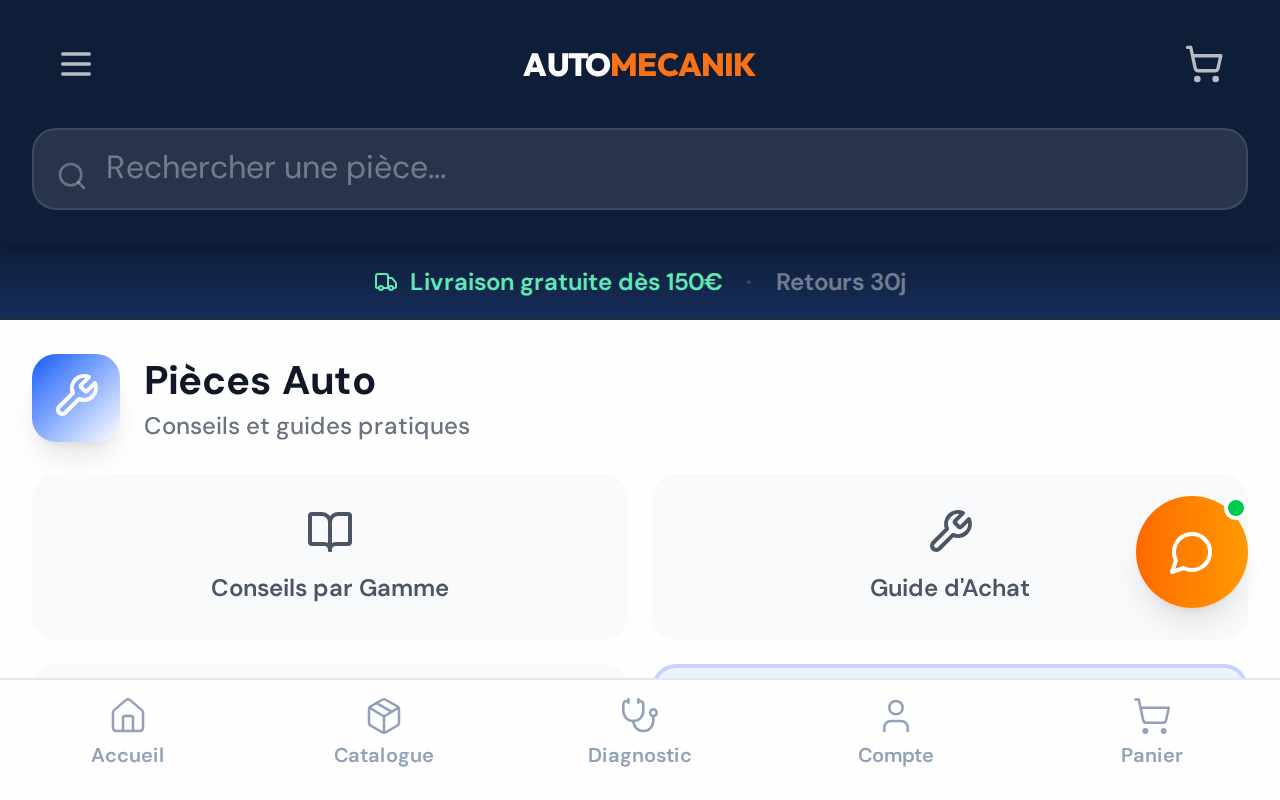 AUTOMECANIK
Rechercher une pièce...
Livraison gratuite dès 150€ · Retours 30j
Pièces Auto
Conseils et guides pratiques
Conseils par Gamme
Guide d'Achat
Accueil
Catalogue
Diagnostic
Compte
Panier